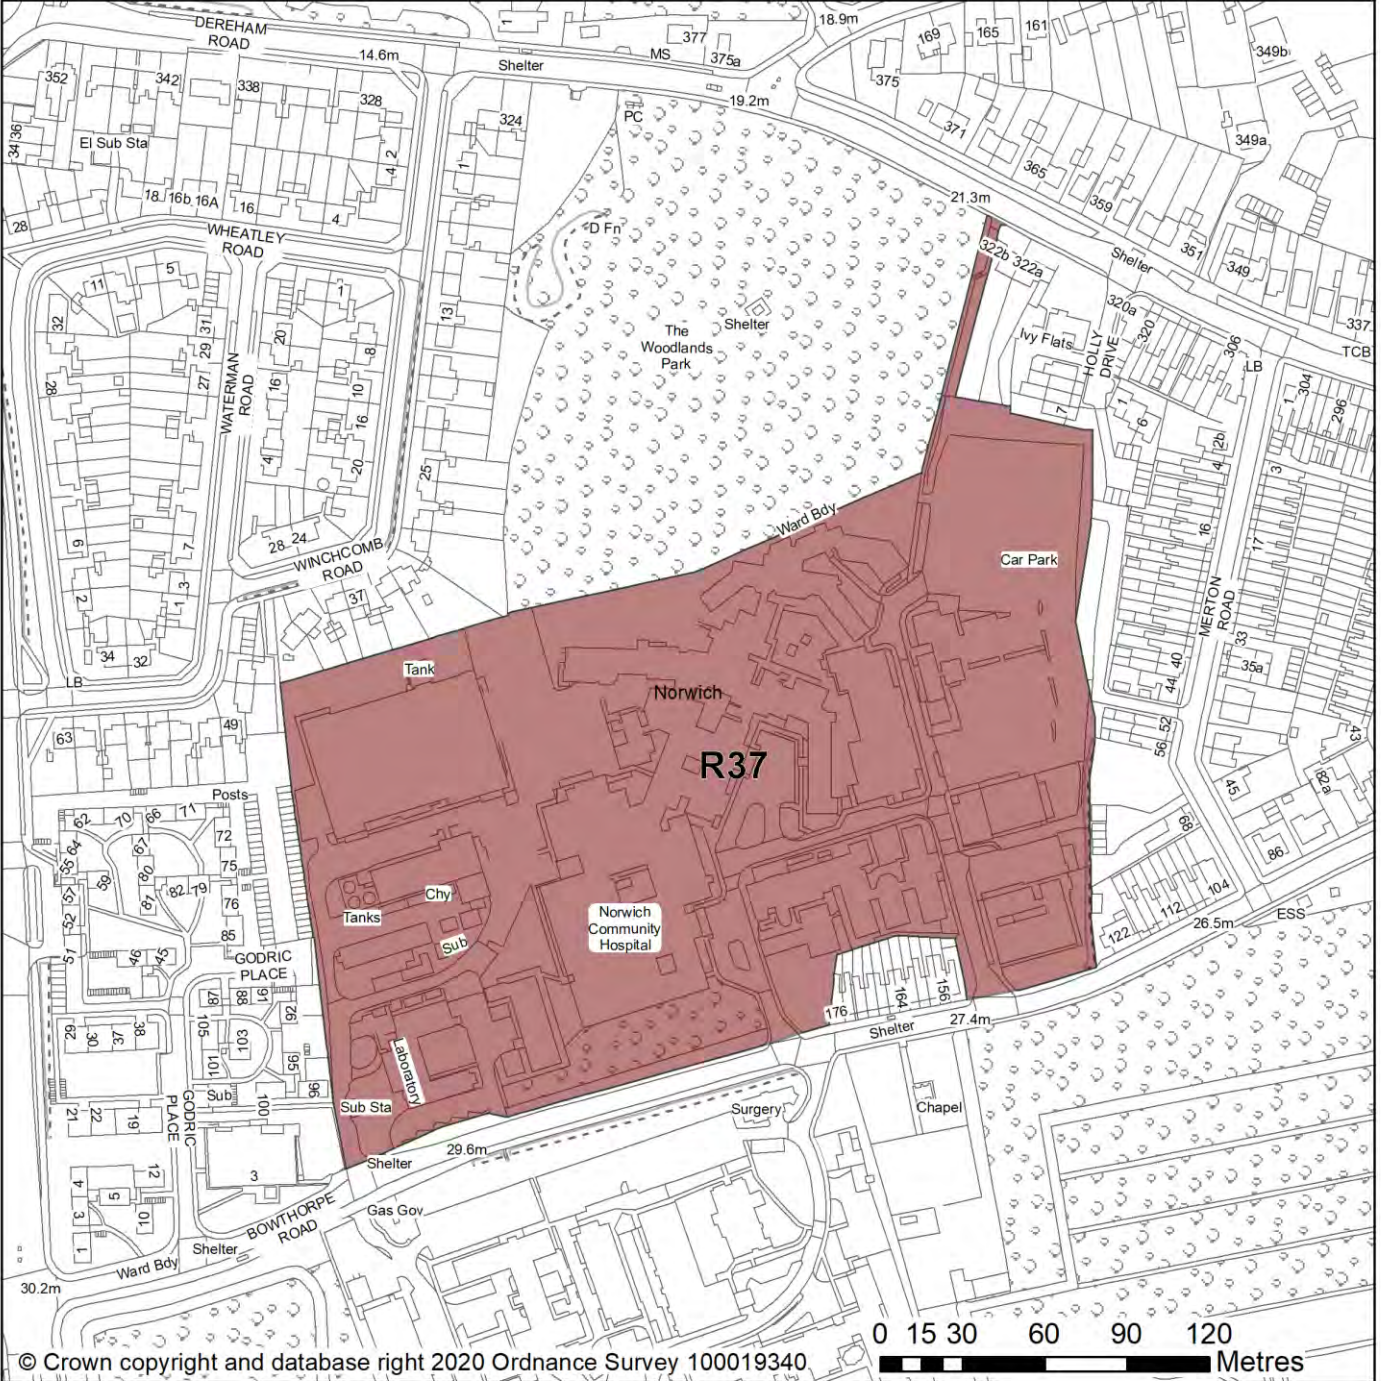 DEREHAM
ROAD
14.6m
Shelter
MS
377
375a
18.9m
1
169
165
161
349b
375
371
352
342
338
328
324
PC
19.2m
365
359
349a
34
36
El Sub Sta
4
2
1
18
16b
16A
16
4
28
WHEATLEY
ROAD
D Fn
21.3m
322b
322a
Shelter
351
349
337
TCB
11
5
1
32
31
29
27
20
8
13
The
Woodlands
Park
Shelter
Ivy Flats
HOLLY
DRIVE
320a
320
306
LB
304
296
1
28
WATERMAN
ROAD
16
10
16
20
4
25
7
1
6
2b
4
3
9
7
28
24
WINCHCOMB
ROAD
37
Ward Bdy
Car Park
16
17
MERTON
ROAD
2
3
1
34
32
LB
Tank
Norwich
33
35a
40
44
63
49
R37
52
56
43
45
82a
Posts
62
70
66
71
72
64
67
55
59
80
75
57
81
82
79
76
52
85
51
46
45
Tanks
Chy
Sub
Norwich
Community
Hospital
68
86
104
112
122
26.5m
ESS
GODRIC
PLACE
87
88
91
92
29
30
37
38
105
103
101
95
96
Sub
100
21
22
19
GODRIC
PLACE
Laboratory
Sub Sta
176
164
156
Shelter
27.4m
Surgery
Chapel
29.6m
Shelter
3
12
4
5
3
10
1
BOWTHORPE
ROAD
Gas Gov
Shelter
Ward Bdy
30.2m
0 15 30 60 90 120
Metres
© Crown copyright and database right 2020 Ordnance Survey 100019340